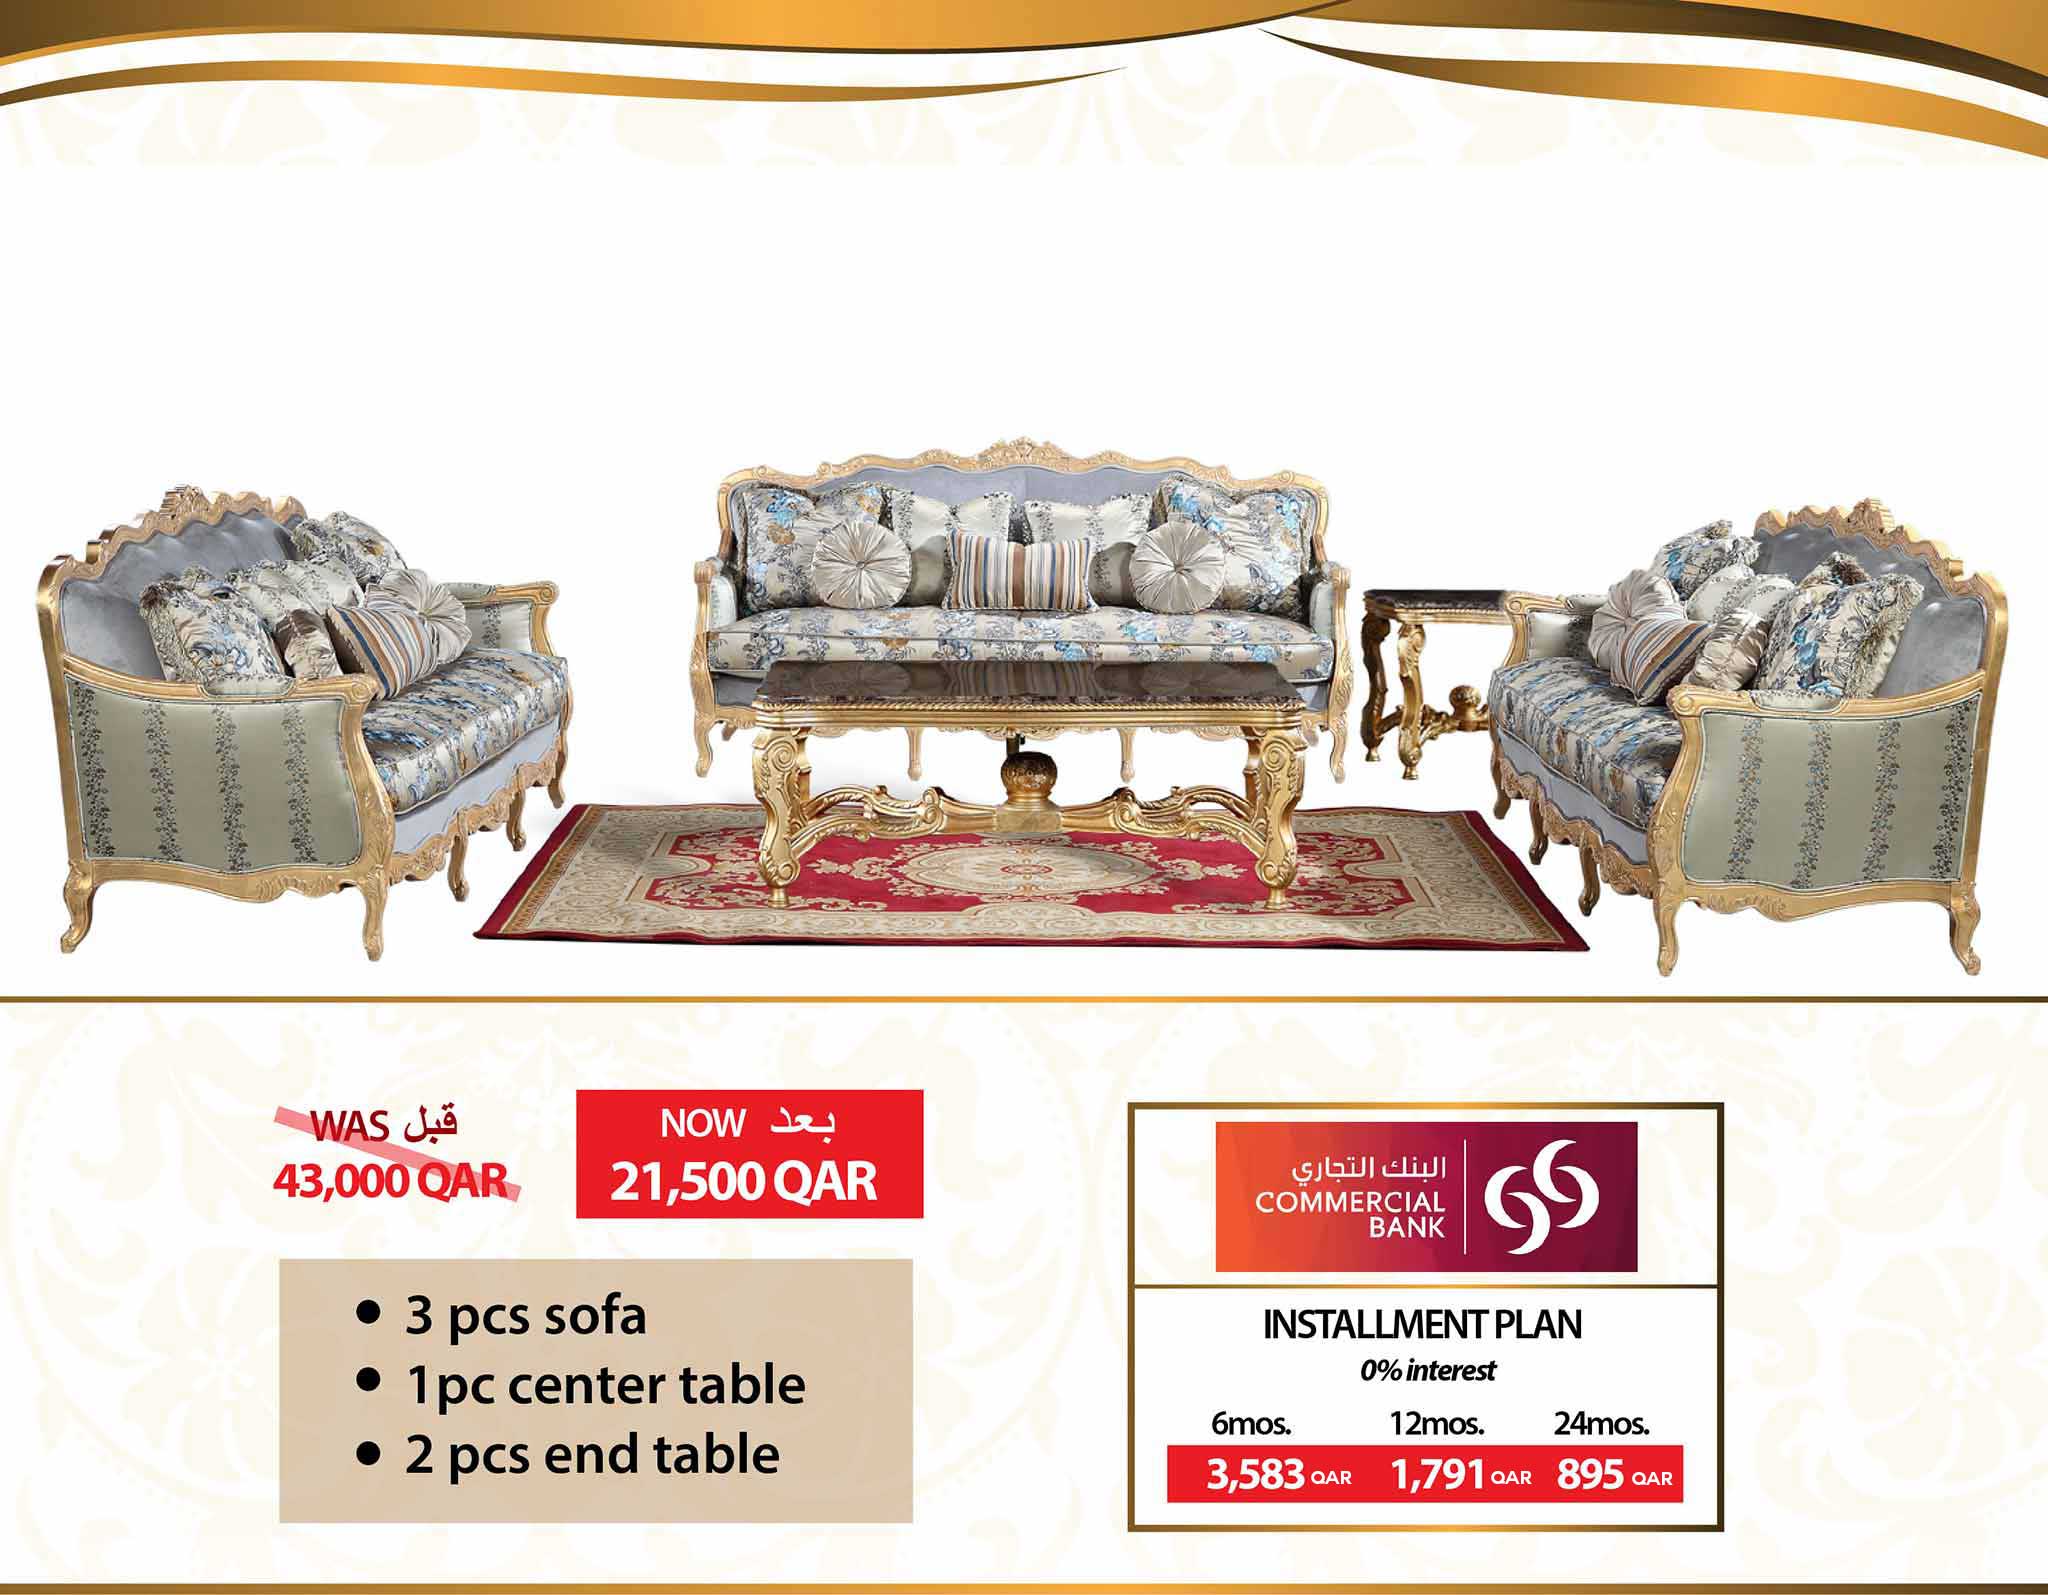 WAS قبل
43,000 QAR
NOW بعد
21,500 QAR
• 3 pcs sofa
• 1pc center table
• 2 pcs end table
البنك التجاري
COMMERCIAL
BANK
INSTALLMENT PLAN
0% interest
6mos. 12mos. 24mos.
3,583 QAR 1,791 QAR 895 QAR